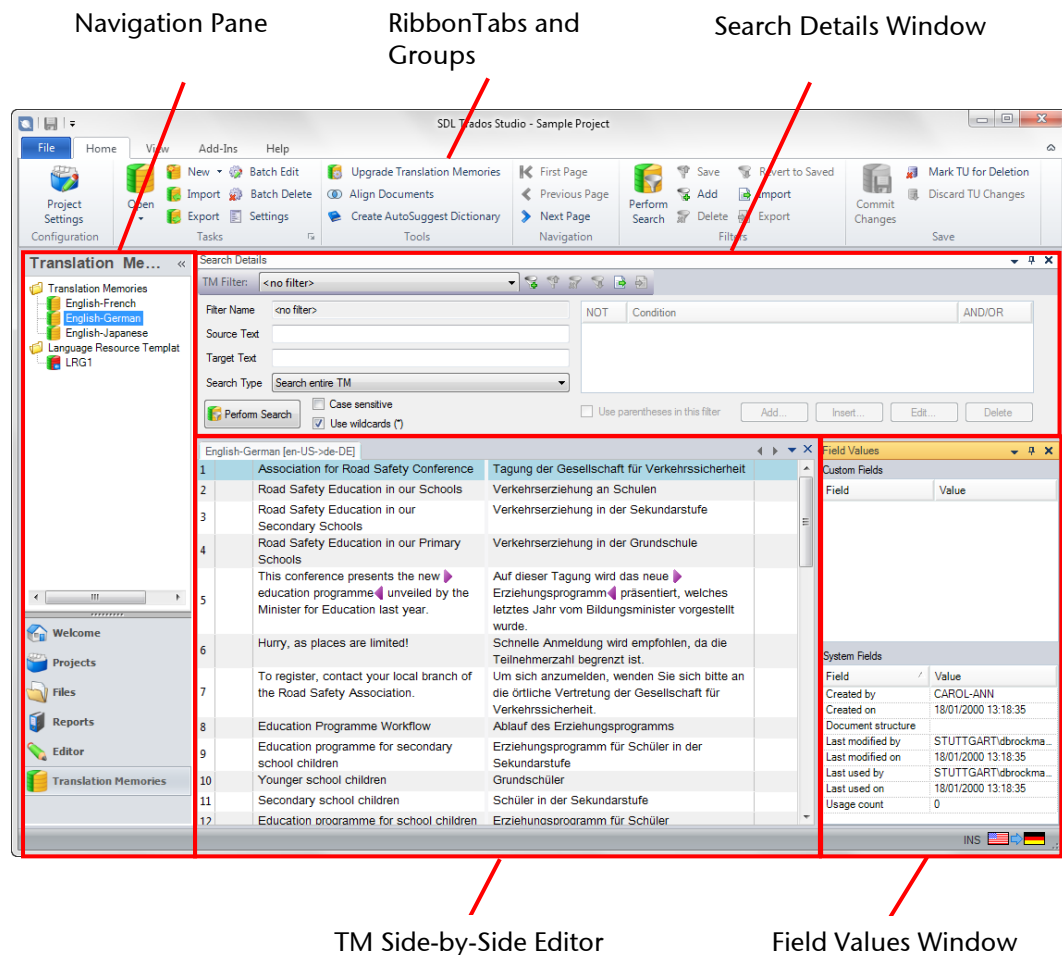 Navigation Pane
RibbonTabs and
Groups
Search Details Window
SDL Trados Studio - Sample Project
File Home View Add-Ins Help
Project
Settings
Configuration
Open
New Batch Edit
Import Batch Delete
Export Settings
Tasks
Upgrade Translation Memories
Align Documents
Create AutoSuggest Dictionary
Tools
First Page
Previous Page
Next Page
Navigation
Perform
Search
Save Revert to Saved
Add Import
Delete Export
Filters
Commit
Changes
Mark TU for Deletion
Discard TU Changes
Save
Translation Me... «
Translation Memories
English-French
English-German
English-Japanese
Language Resource Templat
LRG1
Welcome
Projects
Files
Reports
Editor
Translation Memories
Search Details
TM Filter: <no filter>
Filter Name <no filter>
Source Text
Target Text
Search Type Search entire TM
Perform Search
Case sensitive
Use wildcards (*)
NOT Condition AND/OR
Use parentheses in this filter Add... Insert... Edit... Delete
English-German [en-US->de-DE]
1 Association for Road Safety Conference Tagung der Gesellschaft für Verkehrssicherheit
2 Road Safety Education in our Schools Verkehrserziehung an Schulen
3 Road Safety Education in our Verkehrserziehung in der Sekundarstufe
Secondary Schools
4 Road Safety Education in our Primary Verkehrserziehung in der Grundschule
Schools
5 This conference presents the new Auf dieser Tagung wird das neue
education programme unveiled by the Erziehungsprogramm präsentiert, welches
Minister for Education last year. letztes Jahr vom Bildungsminister vorgestellt
wurde.
6 Hurry, as places are limited! Schnelle Anmeldung wird empfohlen, da die
Teilnehmerzahl begrenzt ist.
7 To register, contact your local branch of Um sich anzumelden, wenden Sie sich bitte an
the Road Safety Association. die örtliche Vertretung der Gesellschaft für
Verkehrssicherheit.
8 Education Programme Workflow Ablauf des Erziehungsprogramms
9 Education programme for secondary Erziehungsprogramm für Schüler in der
school children Sekundarstufe
10 Younger school children Grundschüler
11 Secondary school children Schüler in der Sekundarstufe
12 Education programme for school children Erziehungsprogramm für Schüler
Field Values
Custom Fields
Field Value
System Fields
Field Value
Created by CAROL-ANN
Created on 18/01/2000 13:18:35
Document structure
Last modified by STUTTGART\dbrockma...
Last modified on 18/01/2000 13:18:35
Last used by STUTTGART\dbrockma...
Last used on 18/01/2000 13:18:35
Usage count 0
INS
TM Side-by-Side Editor
Field Values Window